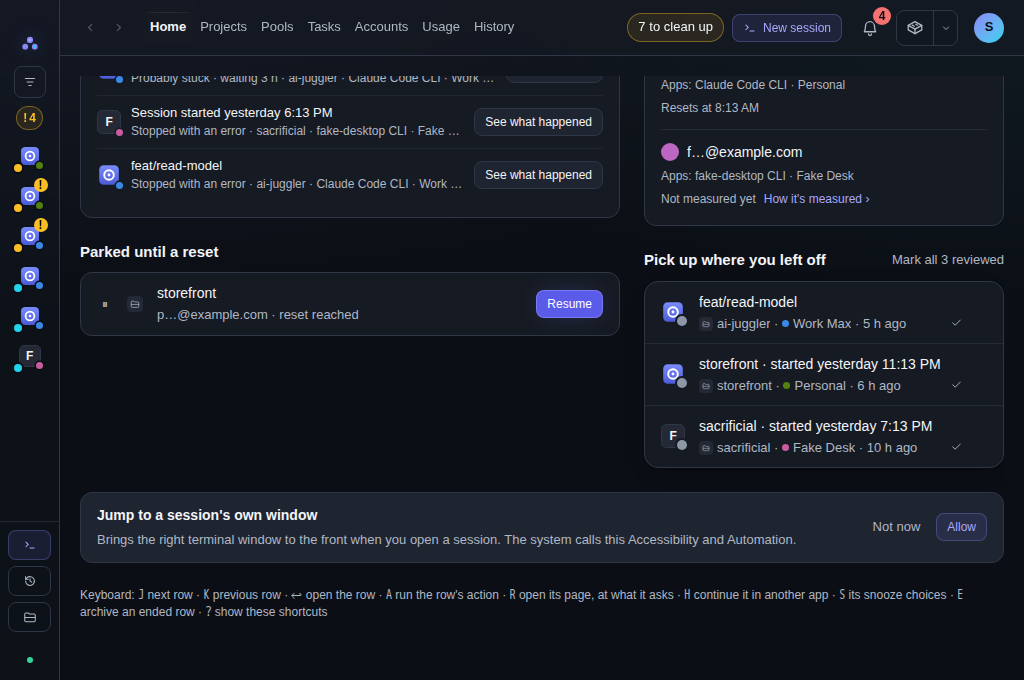 Home Projects Pools Tasks Accounts Usage History
7 to clean up
New session
4
S
! 4
!
!
F
Probably stuck · waiting 3 h · ai-juggler · Claude Code CLI · Work …
F
Session started yesterday 6:13 PM
Stopped with an error · sacrificial · fake-desktop CLI · Fake …
See what happened
feat/read-model
Stopped with an error · ai-juggler · Claude Code CLI · Work …
See what happened
Parked until a reset
storefront
p…@example.com · reset reached
Resume
Apps: Claude Code CLI · Personal
Resets at 8:13 AM
f…@example.com
Apps: fake-desktop CLI · Fake Desk
Not measured yet How it's measured ›
Pick up where you left off
Mark all 3 reviewed
feat/read-model
ai-juggler · Work Max · 5 h ago
storefront · started yesterday 11:13 PM
storefront · Personal · 6 h ago
F
sacrificial · started yesterday 7:13 PM
sacrificial · Fake Desk · 10 h ago
Jump to a session's own window
Brings the right terminal window to the front when you open a session. The system calls this Accessibility and Automation.
Not now
Allow
Keyboard: J next row · K previous row · ↩ open the row · A run the row's action · R open its page, at what it asks · H continue it in another app · S its snooze choices · E
archive an ended row · ? show these shortcuts